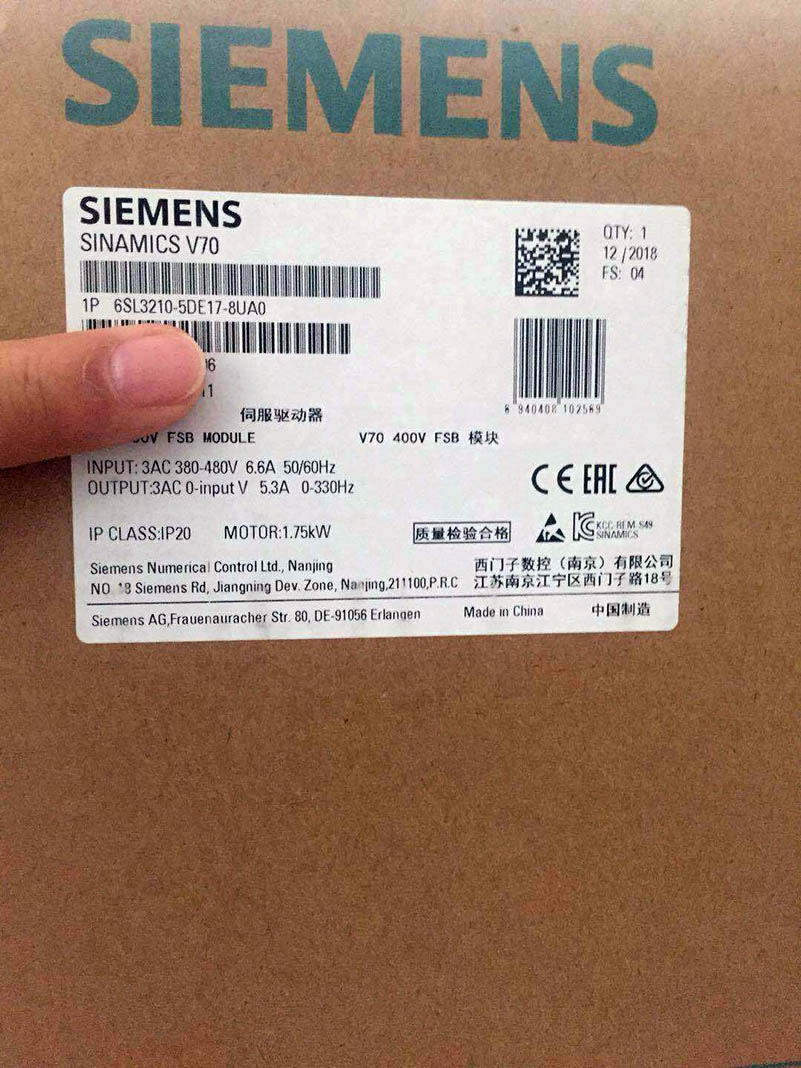 SIEMENS
SIEMENS
SINAMICS V70
QTY: 1
12 / 2018
FS: 04
1P 6SL3210-5DE17-8UA0
6 940408 102589
伺服驱动器
FSB MODULE
V70 400V FSB 模块
INPUT: 3AC 380-480V 6.6A 50/60Hz
OUTPUT:3AC 0-input V 5.3A 0-330Hz
CE EAC
IP CLASS:IP20 MOTOR:1.75kW
质量检验合格
KCC-REM-S49
SINAMICS
Siemens Numerical Control Ltd., Nanjing
NO. 18 Siemens Rd, Jiangning Dev. Zone, Nanjing,211100,P.R.C
西门子数控（南京）有限公司
江苏南京江宁区西门子路18号
Siemens AG,Frauenauracher Str. 80, DE-91056 Erlangen
Made in China
中国制造